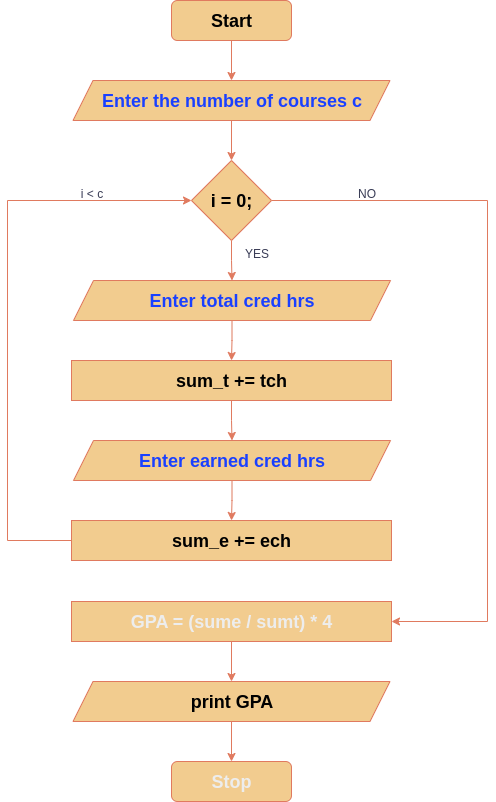 Start
Enter the number of courses c
i < c
i = 0;
NO
YES
Enter total cred hrs
sum_t += tch
Enter earned cred hrs
sum_e += ech
GPA = (sume / sumt) * 4
print GPA
Stop